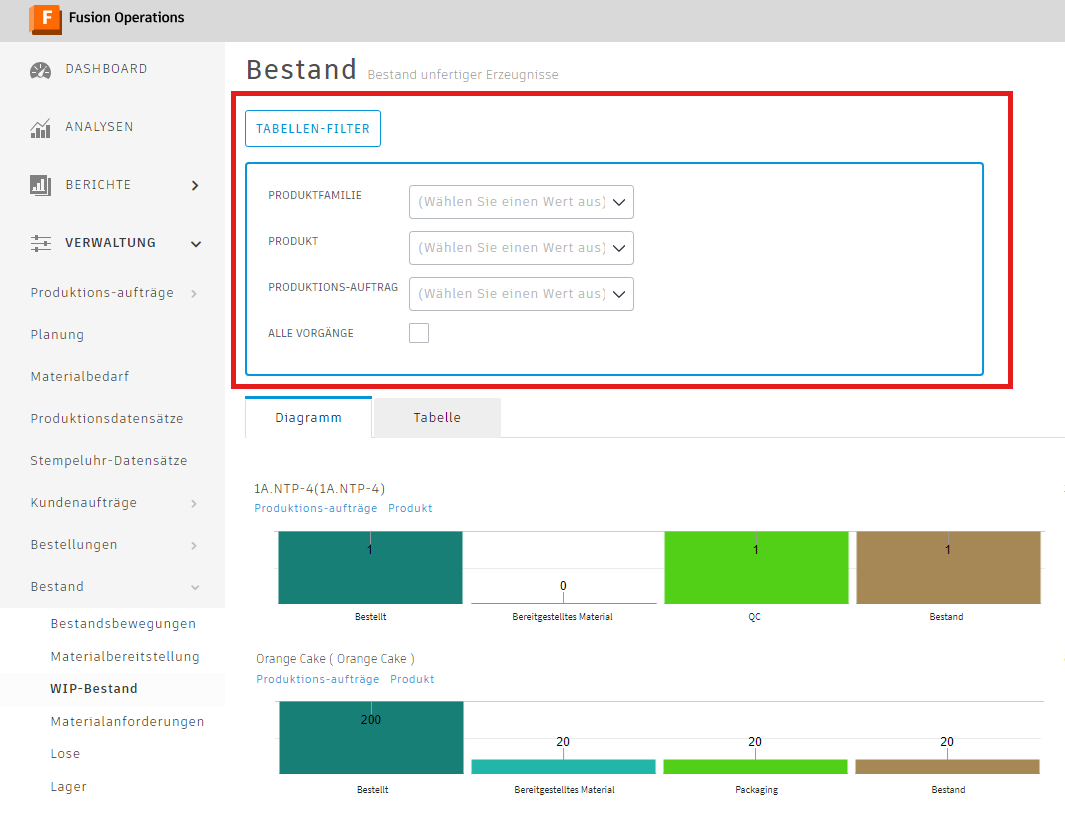 F Fusion Operations
DASHBOARD
ANALYSEN
BERICHTE
VERWALTUNG
Produktions-aufträge
Planung
Materialbedarf
Produktionsdatensätze
Stempeluhr-Datensätze
Kundenaufträge
Bestellungen
Bestand
Bestandsbewegungen
Materialbereitstellung
WIP-Bestand
Materialanforderungen
Lose
Lager
Bestand Bestand unfertiger Erzeugnisse
TABELLEN-FILTER
PRODUKTFAMILIE (Wählen Sie einen Wert aus)
PRODUKT (Wählen Sie einen Wert aus)
PRODUKTIONS-AUFTRAG (Wählen Sie einen Wert aus)
ALLE VORGÄNGE
Diagramm Tabelle
1A.NTP-4(1A.NTP-4)
Produktions-aufträge Produkt
1 0 1 1
Bestellt Bereitgestelltes Material QC Bestand
Orange Cake ( Orange Cake )
Produktions-aufträge Produkt
200 20 20 20
Bestellt Bereitgestelltes Material Packaging Bestand